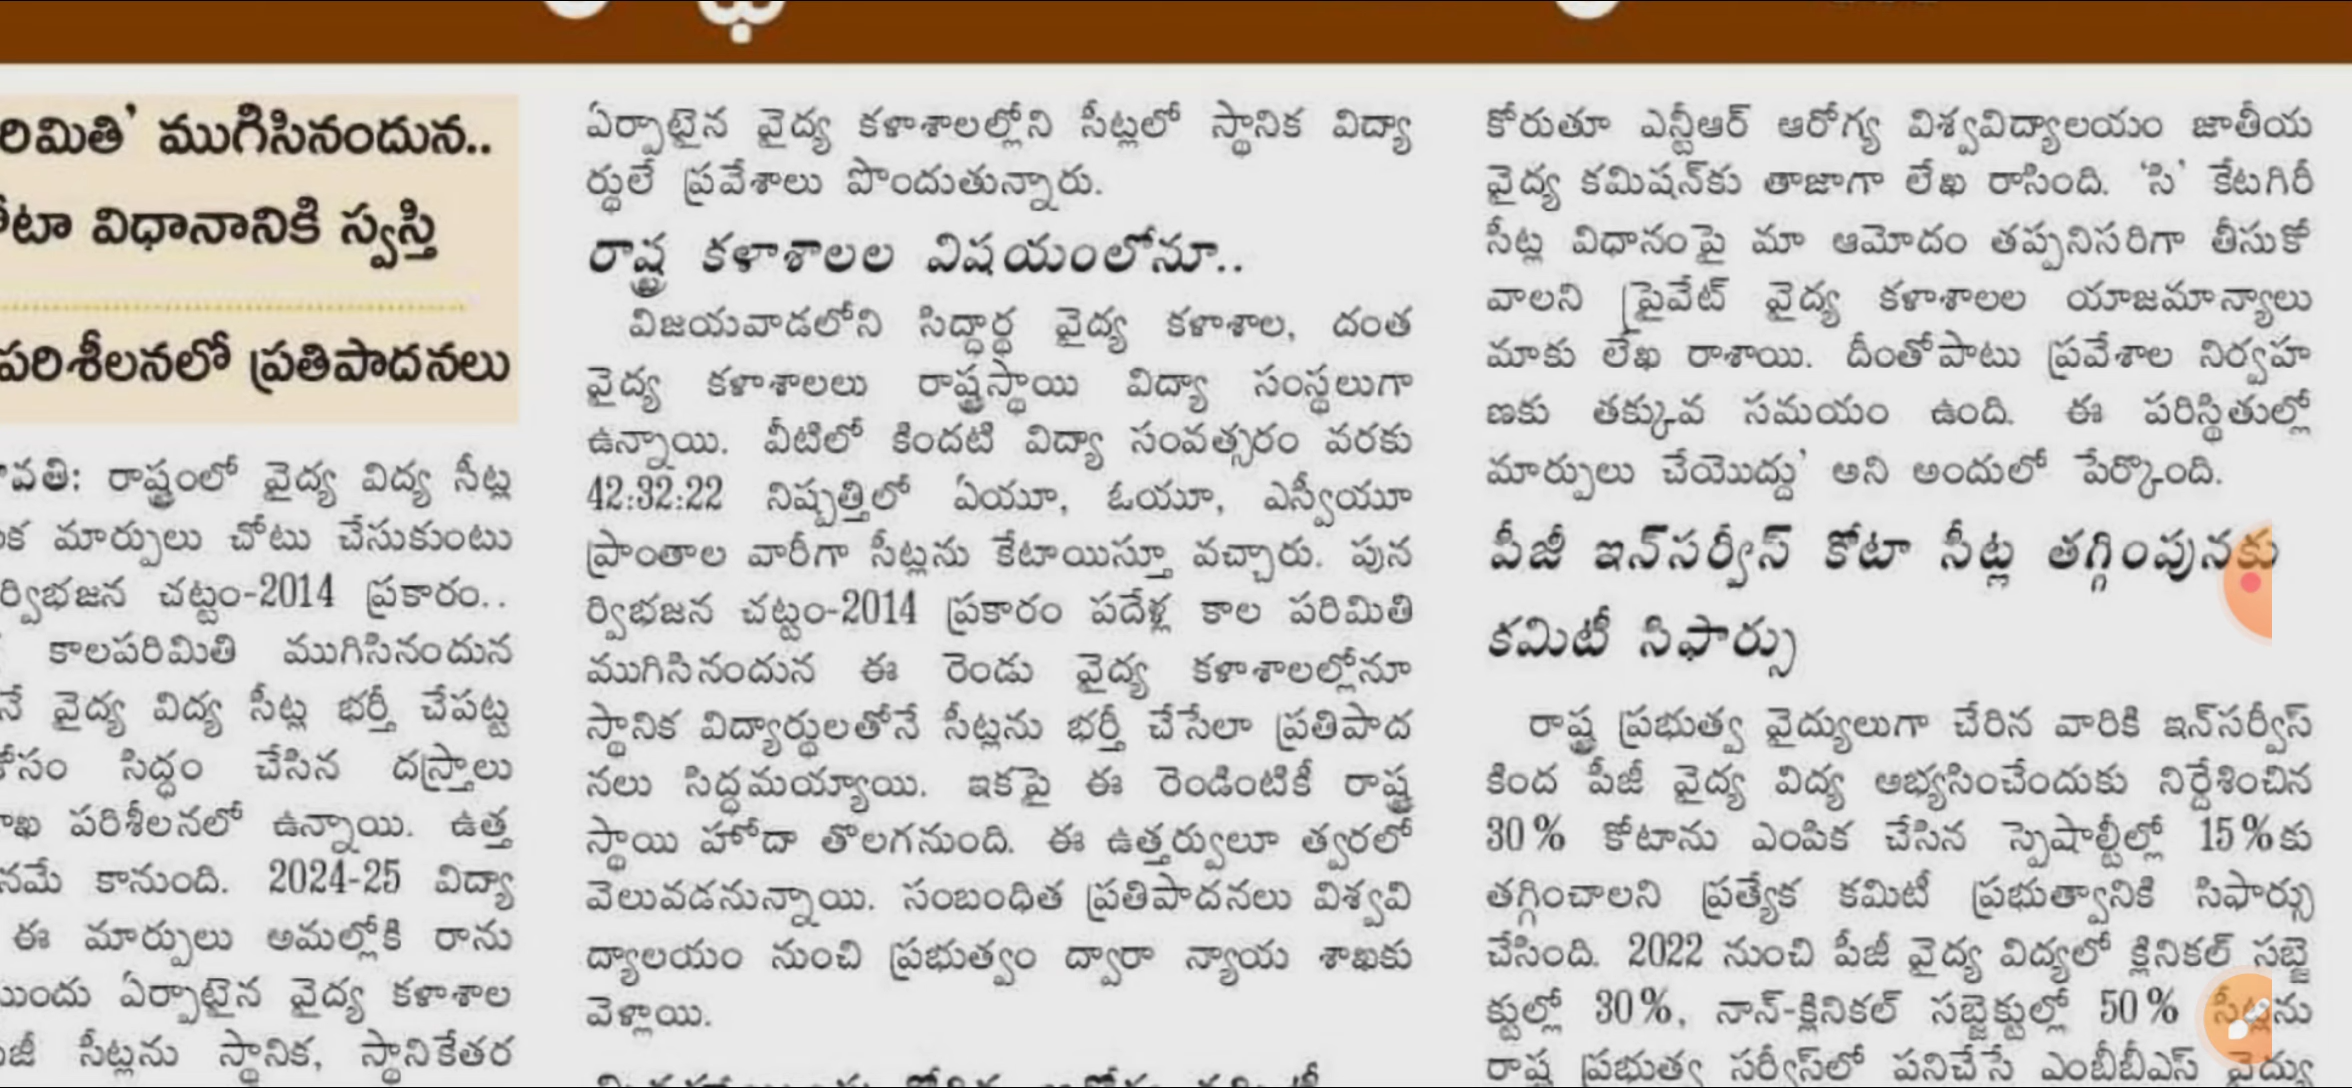 ముగిసినందున..
విధానానికి స్వస్తి
పరిశీలనలో ప్రతిపాదనలు
రాష్ట్రంలో వైద్య విద్య సీట్ల
మార్పులు చోటు చేసుకుంటు
చట్టం-2014 ప్రకారం..
కాలపరిమితి ముగిసినందున
వైద్య విద్య సీట్ల భర్తీ చేపట్ట
సిద్ధం చేసిన దస్త్రాలు
పరిశీలనలో ఉన్నాయి. ఉత్త
కానుంది. 2024-25 విద్యా
ఈ మార్పులు అమల్లోకి రాను
ఏర్పాటైన వైద్య కళాశాల
సీట్లను స్థానిక, స్థానికేతర
ఏర్పాటైన వైద్య కళాశాలల్లోని సీట్లలో స్థానిక విద్యా
ర్థులే ప్రవేశాలు పొందుతున్నారు.
రాష్ట్ర కళాశాలల విషయంలోనూ..
విజయవాడలోని సిద్ధార్థ వైద్య కళాశాల, దంత
వైద్య కళాశాలలు రాష్ట్రస్థాయి విద్యా సంస్థలుగా
ఉన్నాయి. వీటిలో కిందటి విద్యా సంవత్సరం వరకు
42:32:22 నిష్పత్తిలో ఏయూ, ఓయూ, ఎస్వీయూ
ప్రాంతాల వారీగా సీట్లను కేటాయిస్తూ వచ్చారు. పున
ర్విభజన చట్టం-2014 ప్రకారం పదేళ్ల కాల పరిమితి
ముగిసినందున ఈ రెండు వైద్య కళాశాలల్లోనూ
స్థానిక విద్యార్థులతోనే సీట్లను భర్తీ చేసేలా ప్రతిపాద
నలు సిద్ధమయ్యాయి. ఇకపై ఈ రెండింటికీ రాష్ట్ర
స్థాయి హోదా తొలగనుంది. ఈ ఉత్తర్వులూ త్వరలో
వెలువడనున్నాయి. సంబంధిత ప్రతిపాదనలు విశ్వవి
ద్యాలయం నుంచి ప్రభుత్వం ద్వారా న్యాయ శాఖకు
వెళ్లాయి.
కోరుతూ ఎన్టీఆర్ ఆరోగ్య విశ్వవిద్యాలయం జాతీయ
వైద్య కమిషన్‌కు తాజాగా లేఖ రాసింది. ‘సి’ కేటగిరీ
సీట్ల విధానంపై మా ఆమోదం తప్పనిసరిగా తీసుకో
వాలని ప్రైవేట్ వైద్య కళాశాలల యాజమాన్యాలు
మాకు లేఖ రాశాయి. దీంతోపాటు ప్రవేశాల నిర్వహ
ణకు తక్కువ సమయం ఉంది. ఈ పరిస్థితుల్లో
మార్పులు చేయొద్దు’ అని అందులో పేర్కొంది.
పీజీ ఇన్‌సర్వీస్ కోటా సీట్ల తగ్గింపునకు
కమిటీ సిఫార్సు
రాష్ట్ర ప్రభుత్వ వైద్యులుగా చేరిన వారికి ఇన్‌సర్వీస్
కింద పీజీ వైద్య విద్య అభ్యసించేందుకు నిర్దేశించిన
30% కోటాను ఎంపిక చేసిన స్పెషాల్టీల్లో 15%కు
తగ్గించాలని ప్రత్యేక కమిటీ ప్రభుత్వానికి సిఫార్సు
చేసింది. 2022 నుంచి పీజీ వైద్య విద్యలో క్లినికల్ సబ్జె
క్టుల్లో 30%, నాన్-క్లినికల్ సబ్జెక్టుల్లో 50% సీట్లను
రాష్ట్ర ప్రభుత్వ సర్వీస్‌లో పనిచేసే ఎంబీబీఎస్ వైద్యు